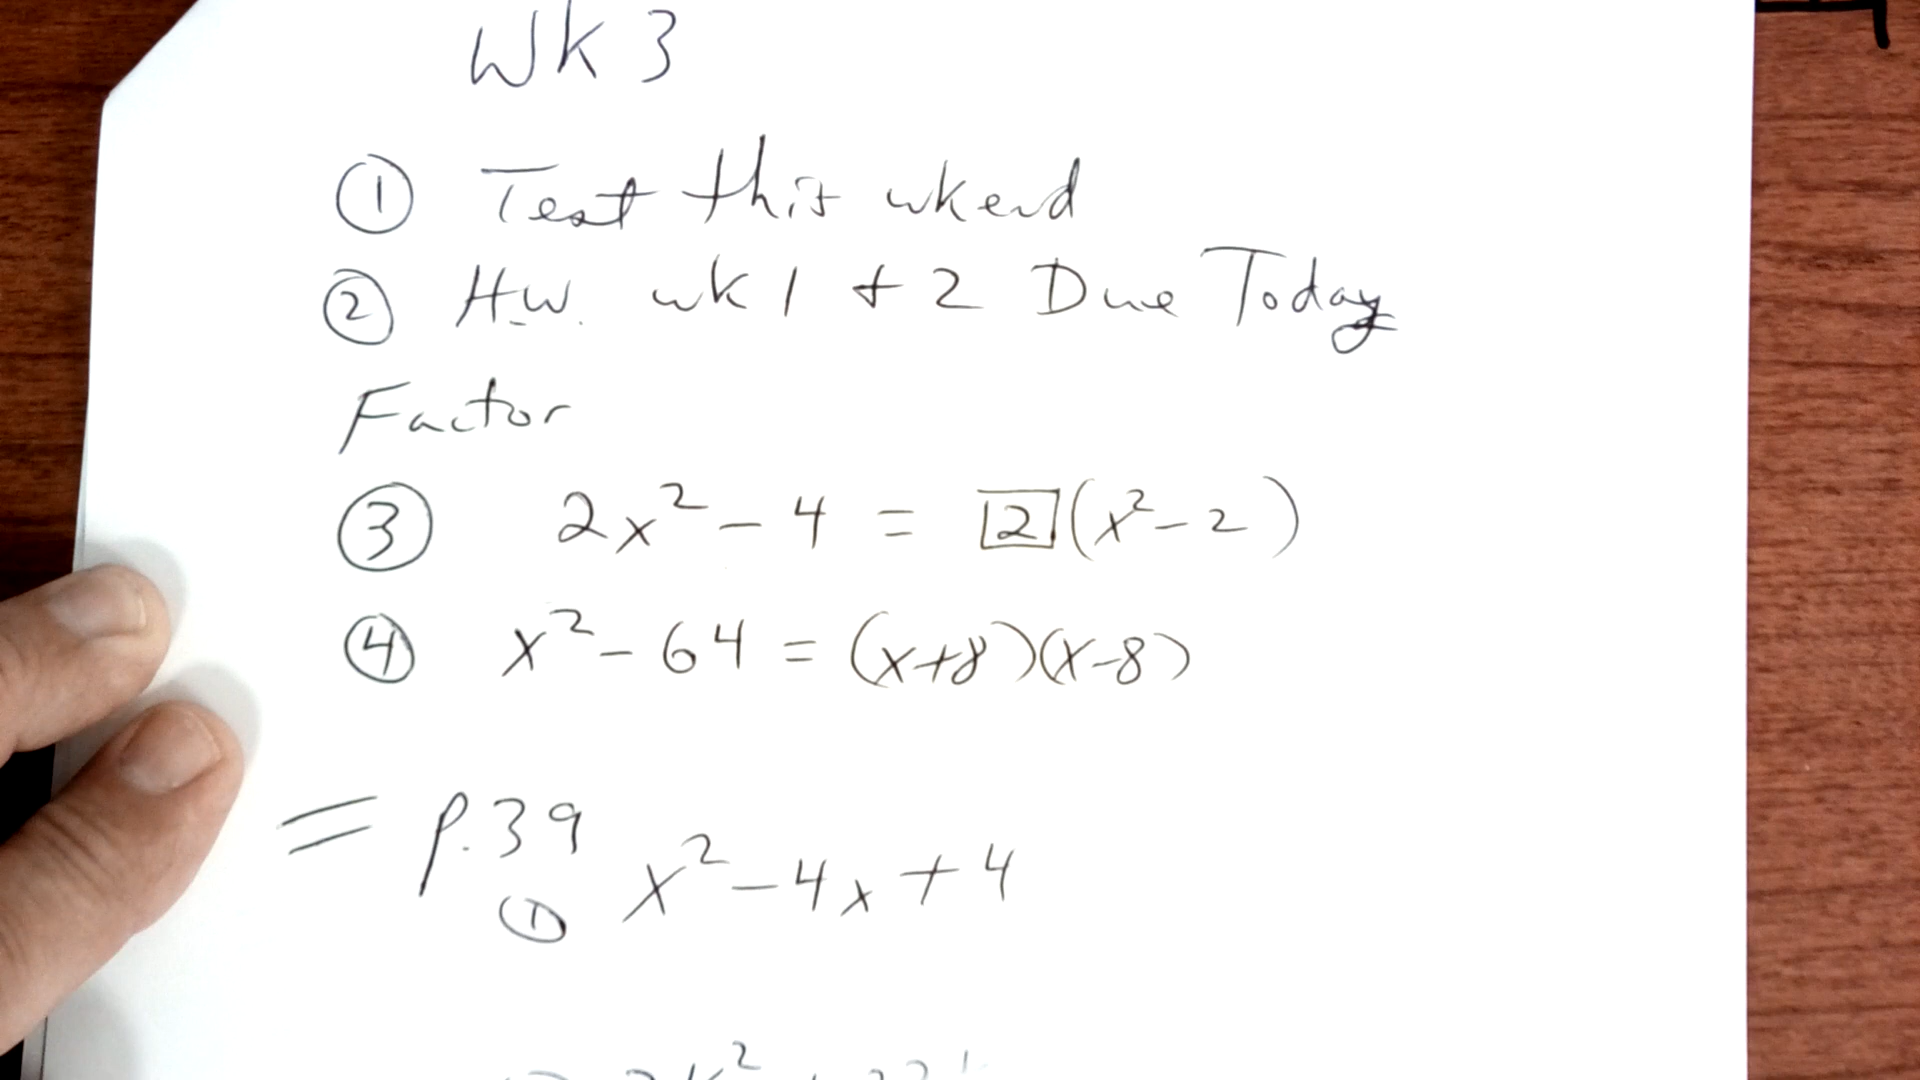 Wk 3
① Test this wkend
② H.W. wk 1 + 2 Due Today
Factor
③ 2x² - 4 = 2(x² - 2)
④ x² - 64 = (x+8)(x-8)
= p.39
① x² - 4x + 4